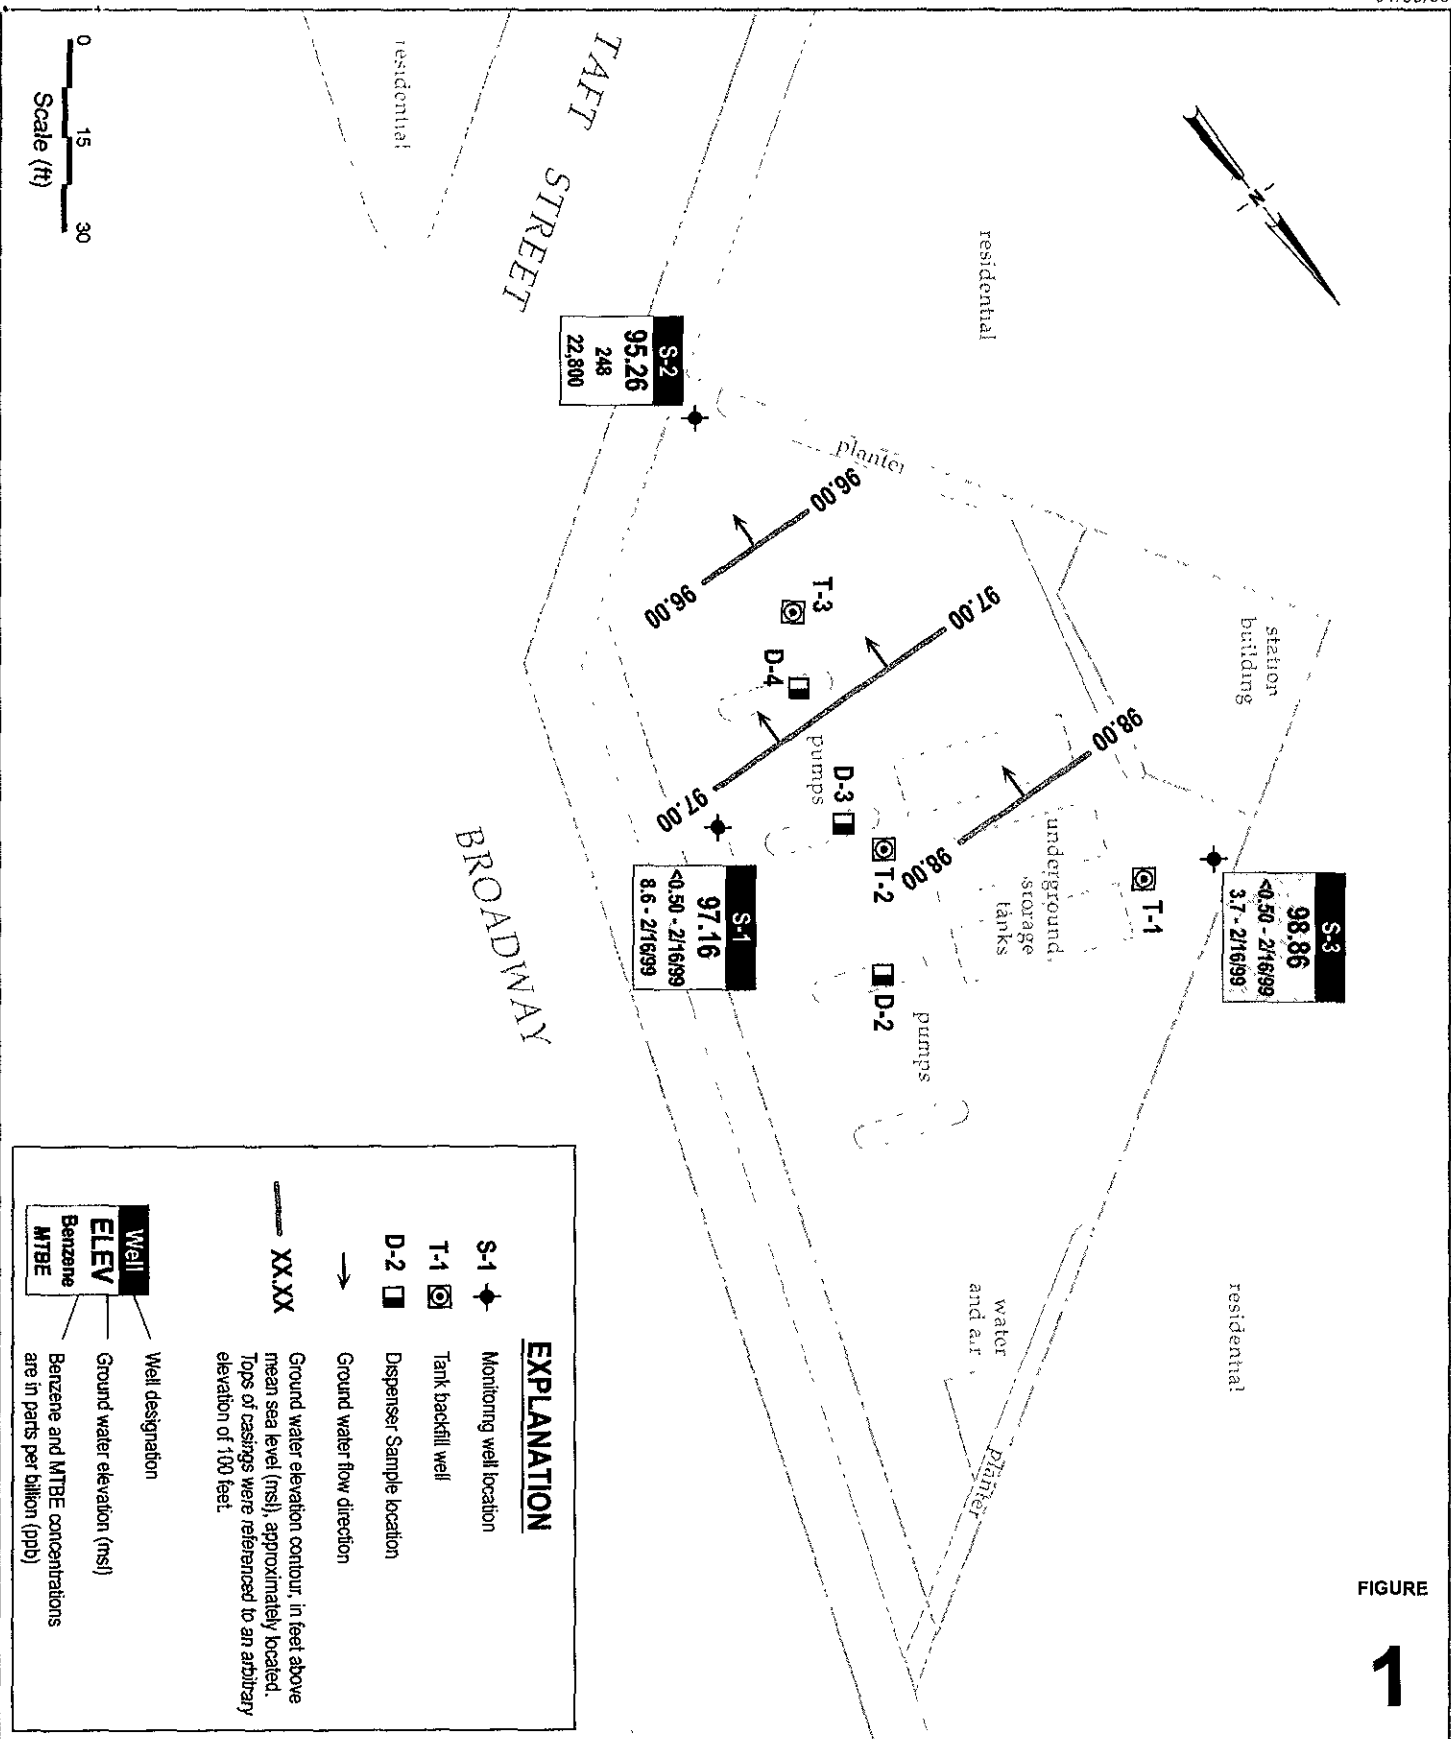 FIGURE
1
residential
TAFT STREET
residential
S-2
95.26
248
22,800
planter
96.00
96.00
T-3
D-4
97.00
97.00
pumps
D-3
T-2
98.00
98.00
station
building
underground
storage
tanks
T-1
S-3
98.86
<0.50 - 2/16/99
3.7 - 2/16/99
S-1
97.16
<0.50 - 2/16/99
8.6 - 2/16/99
D-2
pumps
BROADWAY
residential
water
and air
planter
N
0 15 30
Scale (ft)
EXPLANATION
S-1 Monitoring well location
T-1 Tank backfill well
D-2 Dispenser Sample location
Ground water flow direction
XX.XX Ground water elevation contour, in feet above
mean sea level (msl), approximately located.
Tops of casings were referenced to an arbitrary
elevation of 100 feet.
Well
ELEV
Benzene
MTBE
Well designation
Ground water elevation (msl)
Benzene and MTBE concentrations
are in parts per billion (ppb)